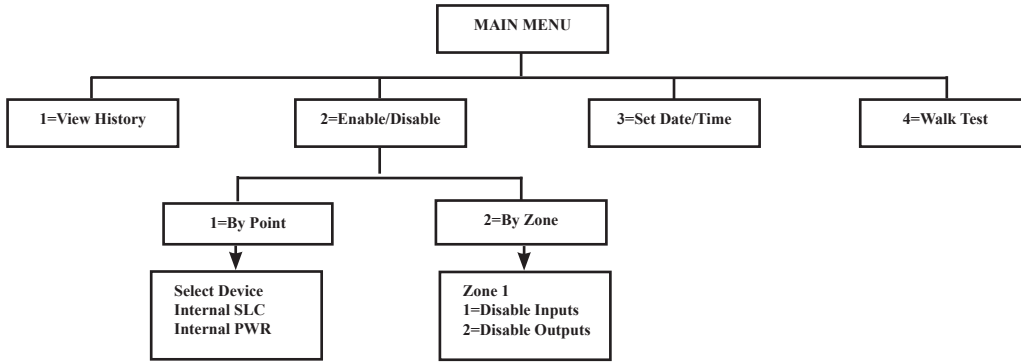 MAIN MENU
1=View History
2=Enable/Disable
3=Set Date/Time
4=Walk Test
1=By Point
2=By Zone
Select Device
Internal SLC
Internal PWR
Zone 1
1=Disable Inputs
2=Disable Outputs